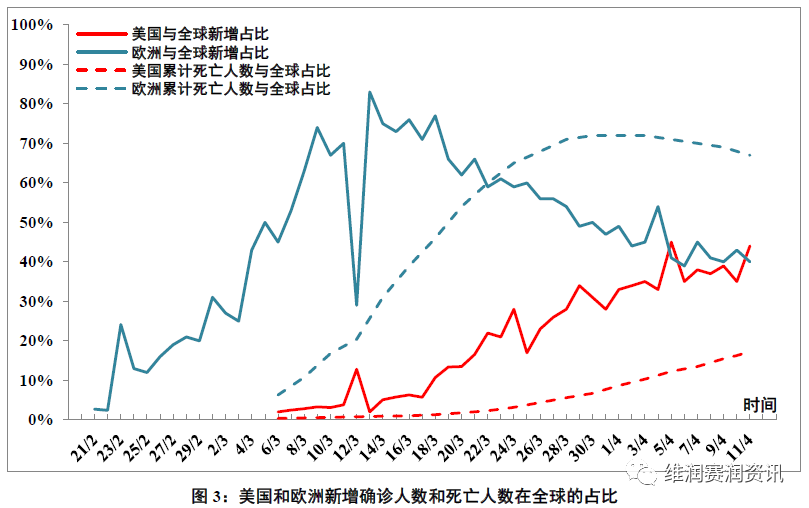 100%
90%
80%
70%
60%
50%
40%
30%
20%
10%
0%
美国与全球新增占比
欧洲与全球新增占比
美国累计死亡人数与全球占比
欧洲累计死亡人数与全球占比
时间
21/2 23/2 25/2 27/2 29/2 2/3 4/3 6/3 8/3 10/3 12/3 14/3 16/3 18/3 20/3 22/3 24/3 26/3 28/3 30/3 1/4 3/4 5/4 7/4 9/4 11/4
维润赛润资讯
图 3：美国和欧洲新增确诊人数和死亡人数在全球的占比